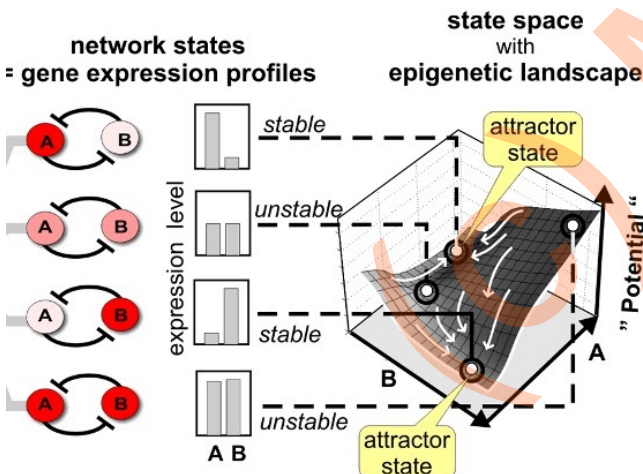 network states
= gene expression profiles
state space
with
epigenetic landscape
A
B
A
B
A
B
A
B
expression level
A B
stable
unstable
stable
unstable
attractor
state
attractor
state
B
A
" Potential "